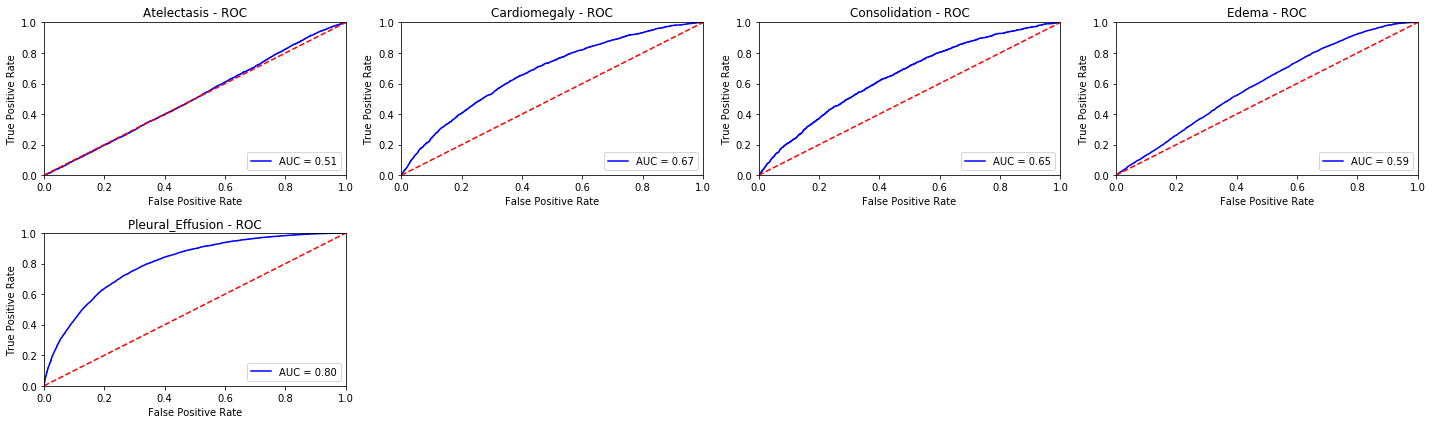 Atelectasis - ROC
1.0
0.8
0.6
0.4
0.2
0.0
True Positive Rate
AUC = 0.51
0.0 0.2 0.4 0.6 0.8 1.0
False Positive Rate
Cardiomegaly - ROC
1.0
0.8
0.6
0.4
0.2
0.0
True Positive Rate
AUC = 0.67
0.0 0.2 0.4 0.6 0.8 1.0
False Positive Rate
Consolidation - ROC
1.0
0.8
0.6
0.4
0.2
0.0
True Positive Rate
AUC = 0.65
0.0 0.2 0.4 0.6 0.8 1.0
False Positive Rate
Edema - ROC
1.0
0.8
0.6
0.4
0.2
0.0
True Positive Rate
AUC = 0.59
0.0 0.2 0.4 0.6 0.8 1.0
False Positive Rate
Pleural_Effusion - ROC
1.0
0.8
0.6
0.4
0.2
0.0
True Positive Rate
AUC = 0.80
0.0 0.2 0.4 0.6 0.8 1.0
False Positive Rate